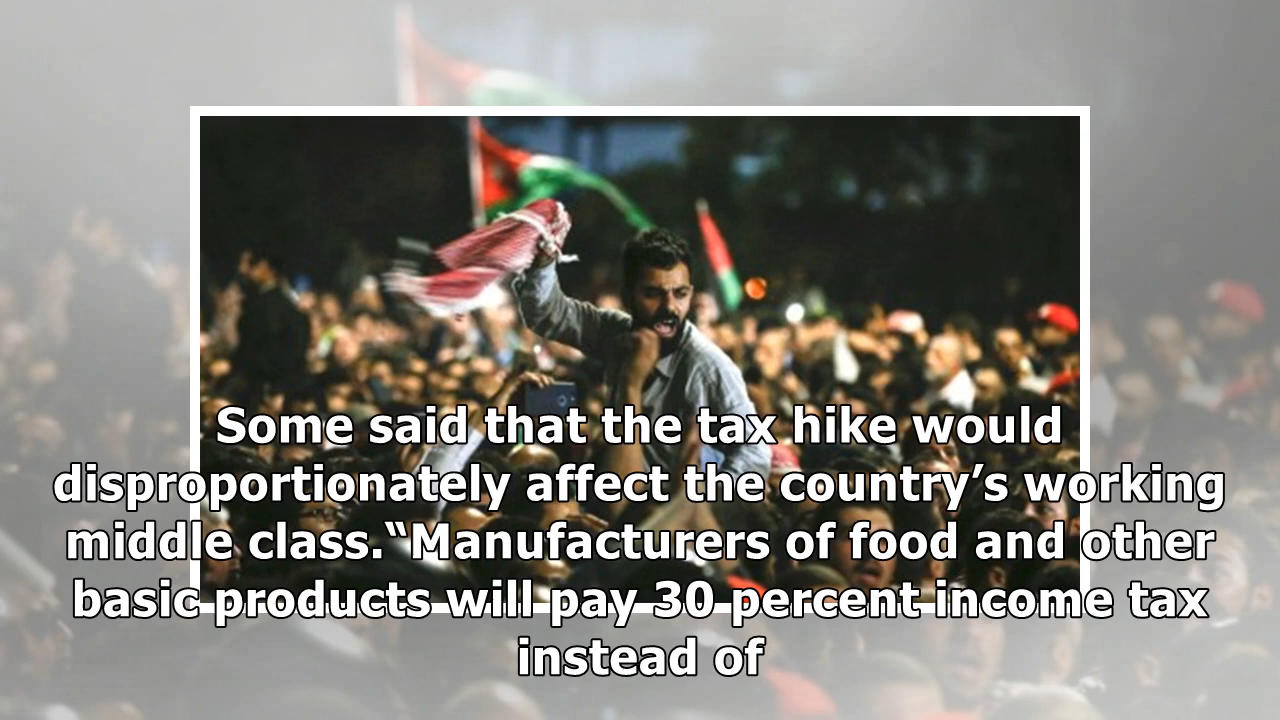 Some said that the tax hike would
disproportionately affect the country’s working
middle class.“Manufacturers of food and other
basic products will pay 30 percent income tax
instead of